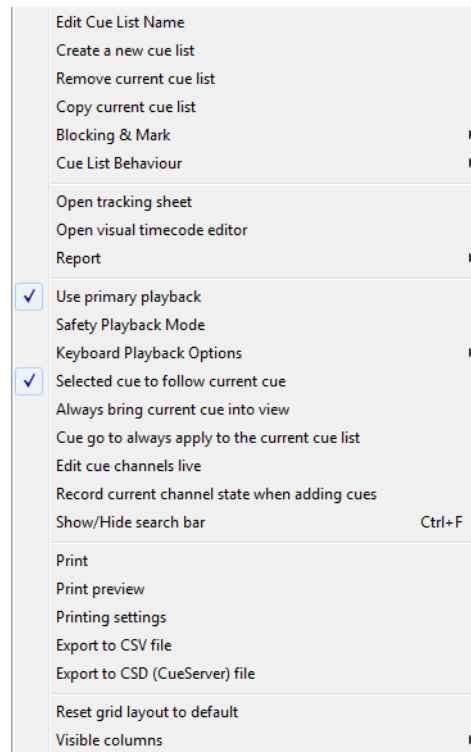 Edit Cue List Name
Create a new cue list
Remove current cue list
Copy current cue list
Blocking & Mark
Cue List Behaviour
Open tracking sheet
Open visual timecode editor
Report
Use primary playback
Safety Playback Mode
Keyboard Playback Options
Selected cue to follow current cue
Always bring current cue into view
Cue go to always apply to the current cue list
Edit cue channels live
Record current channel state when adding cues
Show/Hide search bar Ctrl+F
Print
Print preview
Printing settings
Export to CSV file
Export to CSD (CueServer) file
Reset grid layout to default
Visible columns